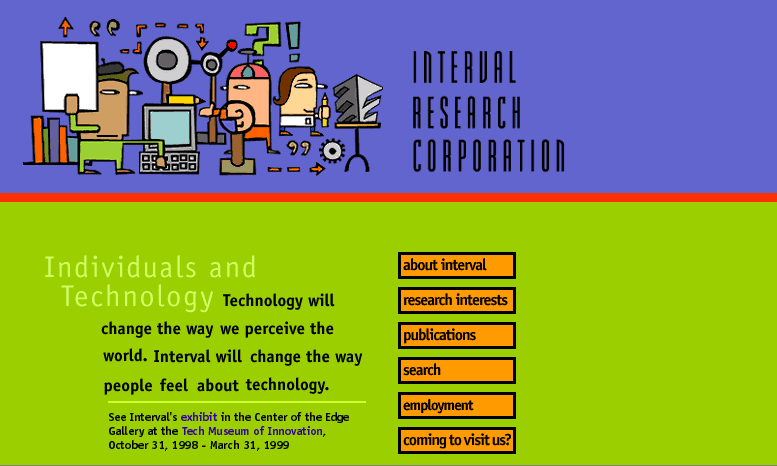 INTERVAL
RESEARCH
CORPORATION
Individuals and
Technology Technology will
change the way we perceive the
world. Interval will change the way
people feel about technology.
See Interval's exhibit in the Center of the Edge
Gallery at the Tech Museum of Innovation,
October 31, 1998 - March 31, 1999
about interval
research interests
publications
search
employment
coming to visit us?